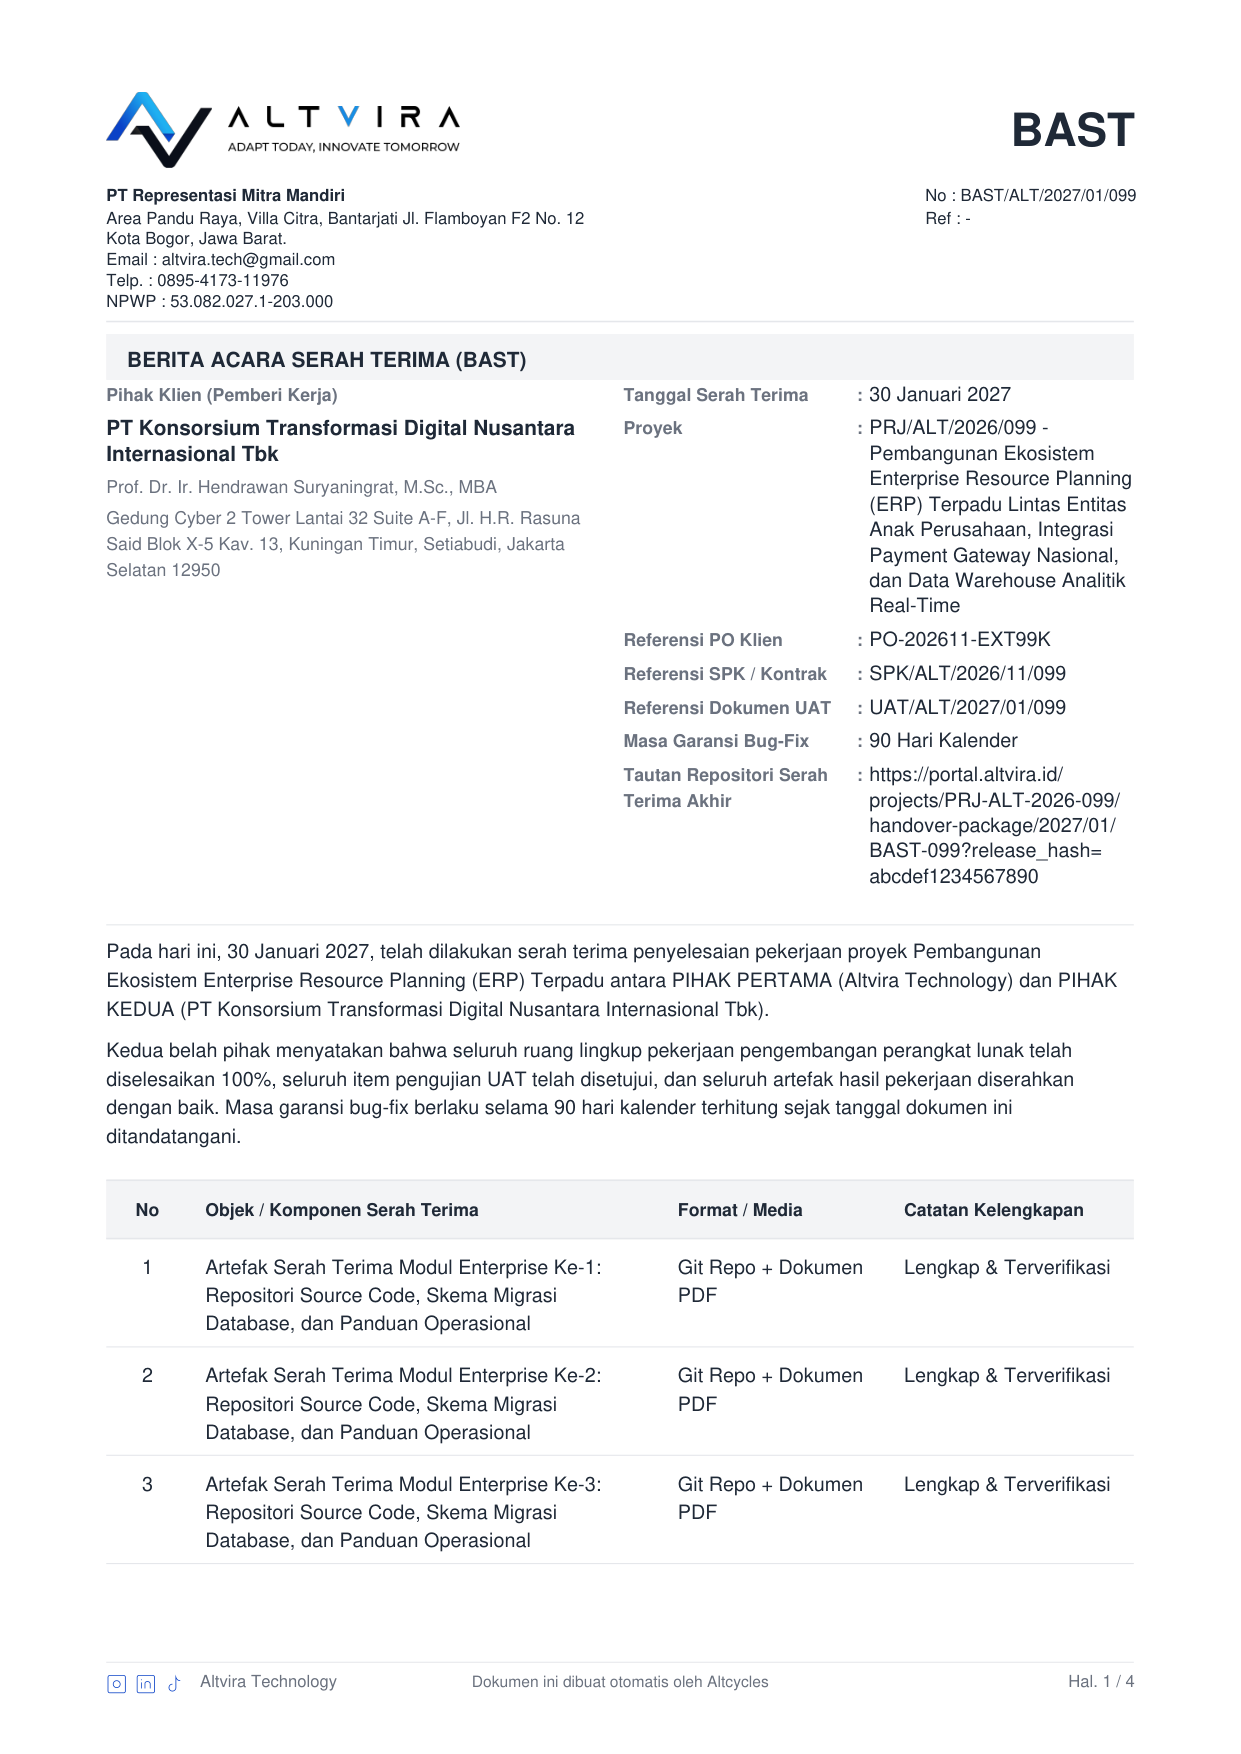 ALTVIRA
ADAPT TODAY, INNOVATE TOMORROW
BAST
PT Representasi Mitra Mandiri
Area Pandu Raya, Villa Citra, Bantarjati Jl. Flamboyan F2 No. 12
Kota Bogor, Jawa Barat.
Email : altvira.tech@gmail.com
Telp. : 0895-4173-11976
NPWP : 53.082.027.1-203.000
No : BAST/ALT/2027/01/099
Ref : -
BERITA ACARA SERAH TERIMA (BAST)
Pihak Klien (Pemberi Kerja)
PT Konsorsium Transformasi Digital Nusantara
Internasional Tbk
Prof. Dr. Ir. Hendrawan Suryaningrat, M.Sc., MBA
Gedung Cyber 2 Tower Lantai 32 Suite A-F, Jl. H.R. Rasuna
Said Blok X-5 Kav. 13, Kuningan Timur, Setiabudi, Jakarta
Selatan 12950
Tanggal Serah Terima : 30 Januari 2027
Proyek : PRJ/ALT/2026/099 -
Pembangunan Ekosistem
Enterprise Resource Planning
(ERP) Terpadu Lintas Entitas
Anak Perusahaan, Integrasi
Payment Gateway Nasional,
dan Data Warehouse Analitik
Real-Time
Referensi PO Klien : PO-202611-EXT99K
Referensi SPK / Kontrak : SPK/ALT/2026/11/099
Referensi Dokumen UAT : UAT/ALT/2027/01/099
Masa Garansi Bug-Fix : 90 Hari Kalender
Tautan Repositori Serah : https://portal.altvira.id/
Terima Akhir projects/PRJ-ALT-2026-099/
handover-package/2027/01/
BAST-099?release_hash=
abcdef1234567890
Pada hari ini, 30 Januari 2027, telah dilakukan serah terima penyelesaian pekerjaan proyek Pembangunan
Ekosistem Enterprise Resource Planning (ERP) Terpadu antara PIHAK PERTAMA (Altvira Technology) dan PIHAK
KEDUA (PT Konsorsium Transformasi Digital Nusantara Internasional Tbk).
Kedua belah pihak menyatakan bahwa seluruh ruang lingkup pekerjaan pengembangan perangkat lunak telah
diselesaikan 100%, seluruh item pengujian UAT telah disetujui, dan seluruh artefak hasil pekerjaan diserahkan
dengan baik. Masa garansi bug-fix berlaku selama 90 hari kalender terhitung sejak tanggal dokumen ini
ditandatangani.
No Objek / Komponen Serah Terima Format / Media Catatan Kelengkapan
1 Artefak Serah Terima Modul Enterprise Ke-1: Git Repo + Dokumen Lengkap & Terverifikasi
Repositori Source Code, Skema Migrasi PDF
Database, dan Panduan Operasional
2 Artefak Serah Terima Modul Enterprise Ke-2: Git Repo + Dokumen Lengkap & Terverifikasi
Repositori Source Code, Skema Migrasi PDF
Database, dan Panduan Operasional
3 Artefak Serah Terima Modul Enterprise Ke-3: Git Repo + Dokumen Lengkap & Terverifikasi
Repositori Source Code, Skema Migrasi PDF
Database, dan Panduan Operasional
Altvira Technology Dokumen ini dibuat otomatis oleh Altcycles Hal. 1 / 4